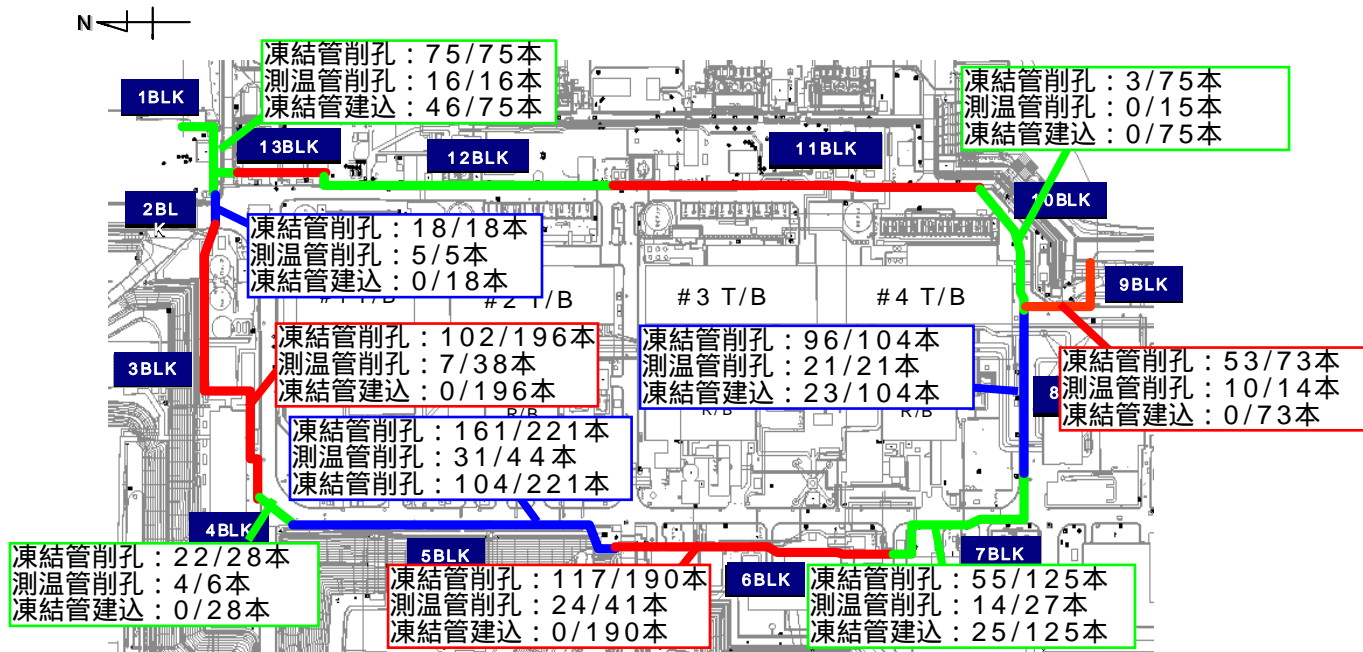 N
凍結管削孔：75/75本
測温管削孔：16/16本
凍結管建込：46/75本
凍結管削孔：3/75本
測温管削孔：0/15本
凍結管建込：0/75本
1BLK
13BLK
12BLK
11BLK
10BLK
2BL
K
凍結管削孔：18/18本
測温管削孔：5/5本
凍結管建込：0/18本
9BLK
#2 T/B
#3 T/B
#4 T/B
凍結管削孔：102/196本
測温管削孔：7/38本
凍結管建込：0/196本
凍結管削孔：96/104本
測温管削孔：21/21本
凍結管建込：23/104本
凍結管削孔：53/73本
測温管削孔：10/14本
凍結管建込：0/73本
3BLK
8
R/B
R/B
R/B
凍結管削孔：161/221本
測温管削孔：31/44本
凍結管削孔：104/221本
4BLK
5BLK
6BLK
7BLK
凍結管削孔：22/28本
測温管削孔：4/6本
凍結管建込：0/28本
凍結管削孔：117/190本
測温管削孔：24/41本
凍結管建込：0/190本
凍結管削孔：55/125本
測温管削孔：14/27本
凍結管建込：25/125本